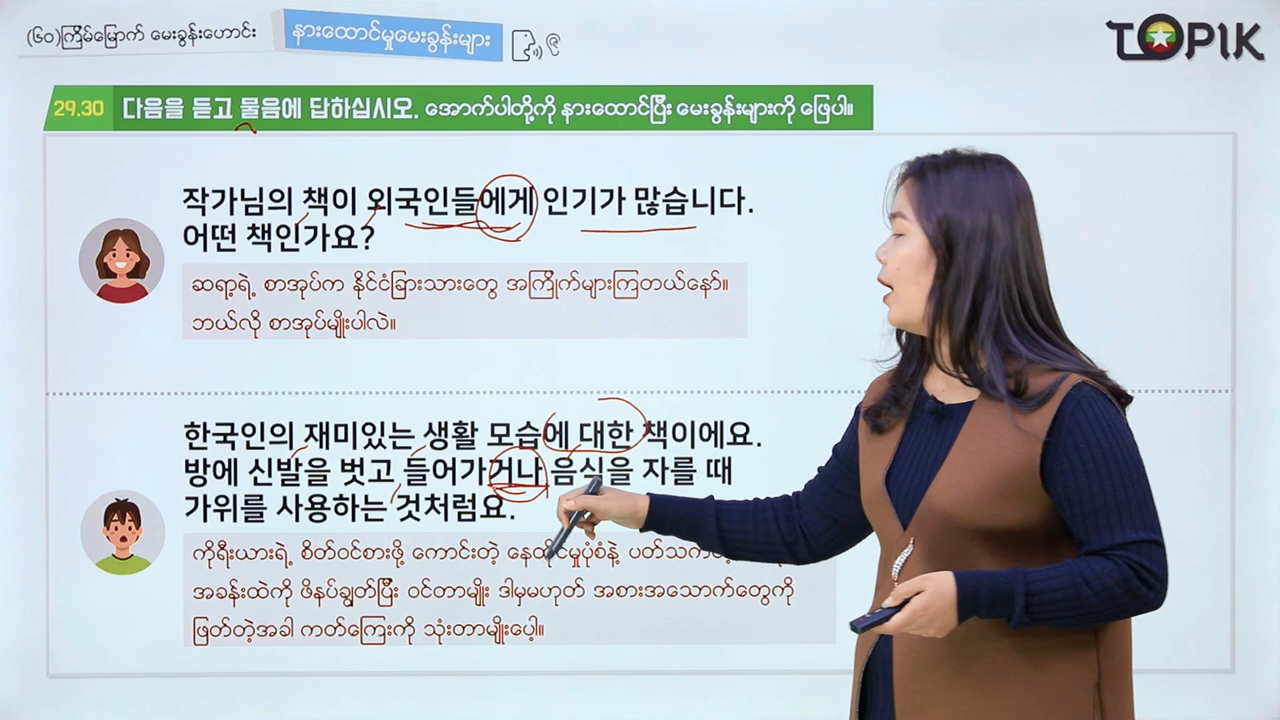 (၆၀)ကြိမ်မြောက် မေးခွန်းဟောင်း
နားထောင်မှုမေးခွန်းများ
TOPIK
29.30 다음을 듣고 물음에 답하십시오. အောက်ပါတို့ကို နားထောင်ပြီး မေးခွန်းများကို ဖြေပါ။
작가님의 책이 외국인들에게 인기가 많습니다.
어떤 책인가요?
ဆရာ့ရဲ့ စာအုပ်က နိုင်ငံခြားသားတွေ အကြိုက်များကြတယ်နော်။
ဘယ်လို စာအုပ်မျိုးပါလဲ။
한국인의 재미있는 생활 모습에 대한 책이에요.
방에 신발을 벗고 들어가거나 음식을 자를 때
가위를 사용하는 것처럼요.
ကိုရီးယားရဲ့ စိတ်ဝင်စားဖို့ ကောင်းတဲ့ နေထိုင်မှုပုံစံနဲ့
အခန်းထဲကို ဖိနပ်ချွတ်ပြီး ဝင်တာမျိုး ဒါမှမဟုတ် အစားအသောက်တွေကို
ဖြတ်တဲ့အခါ ကတ်ကြေးကို သုံးတာမျိုးပေ့ါ။